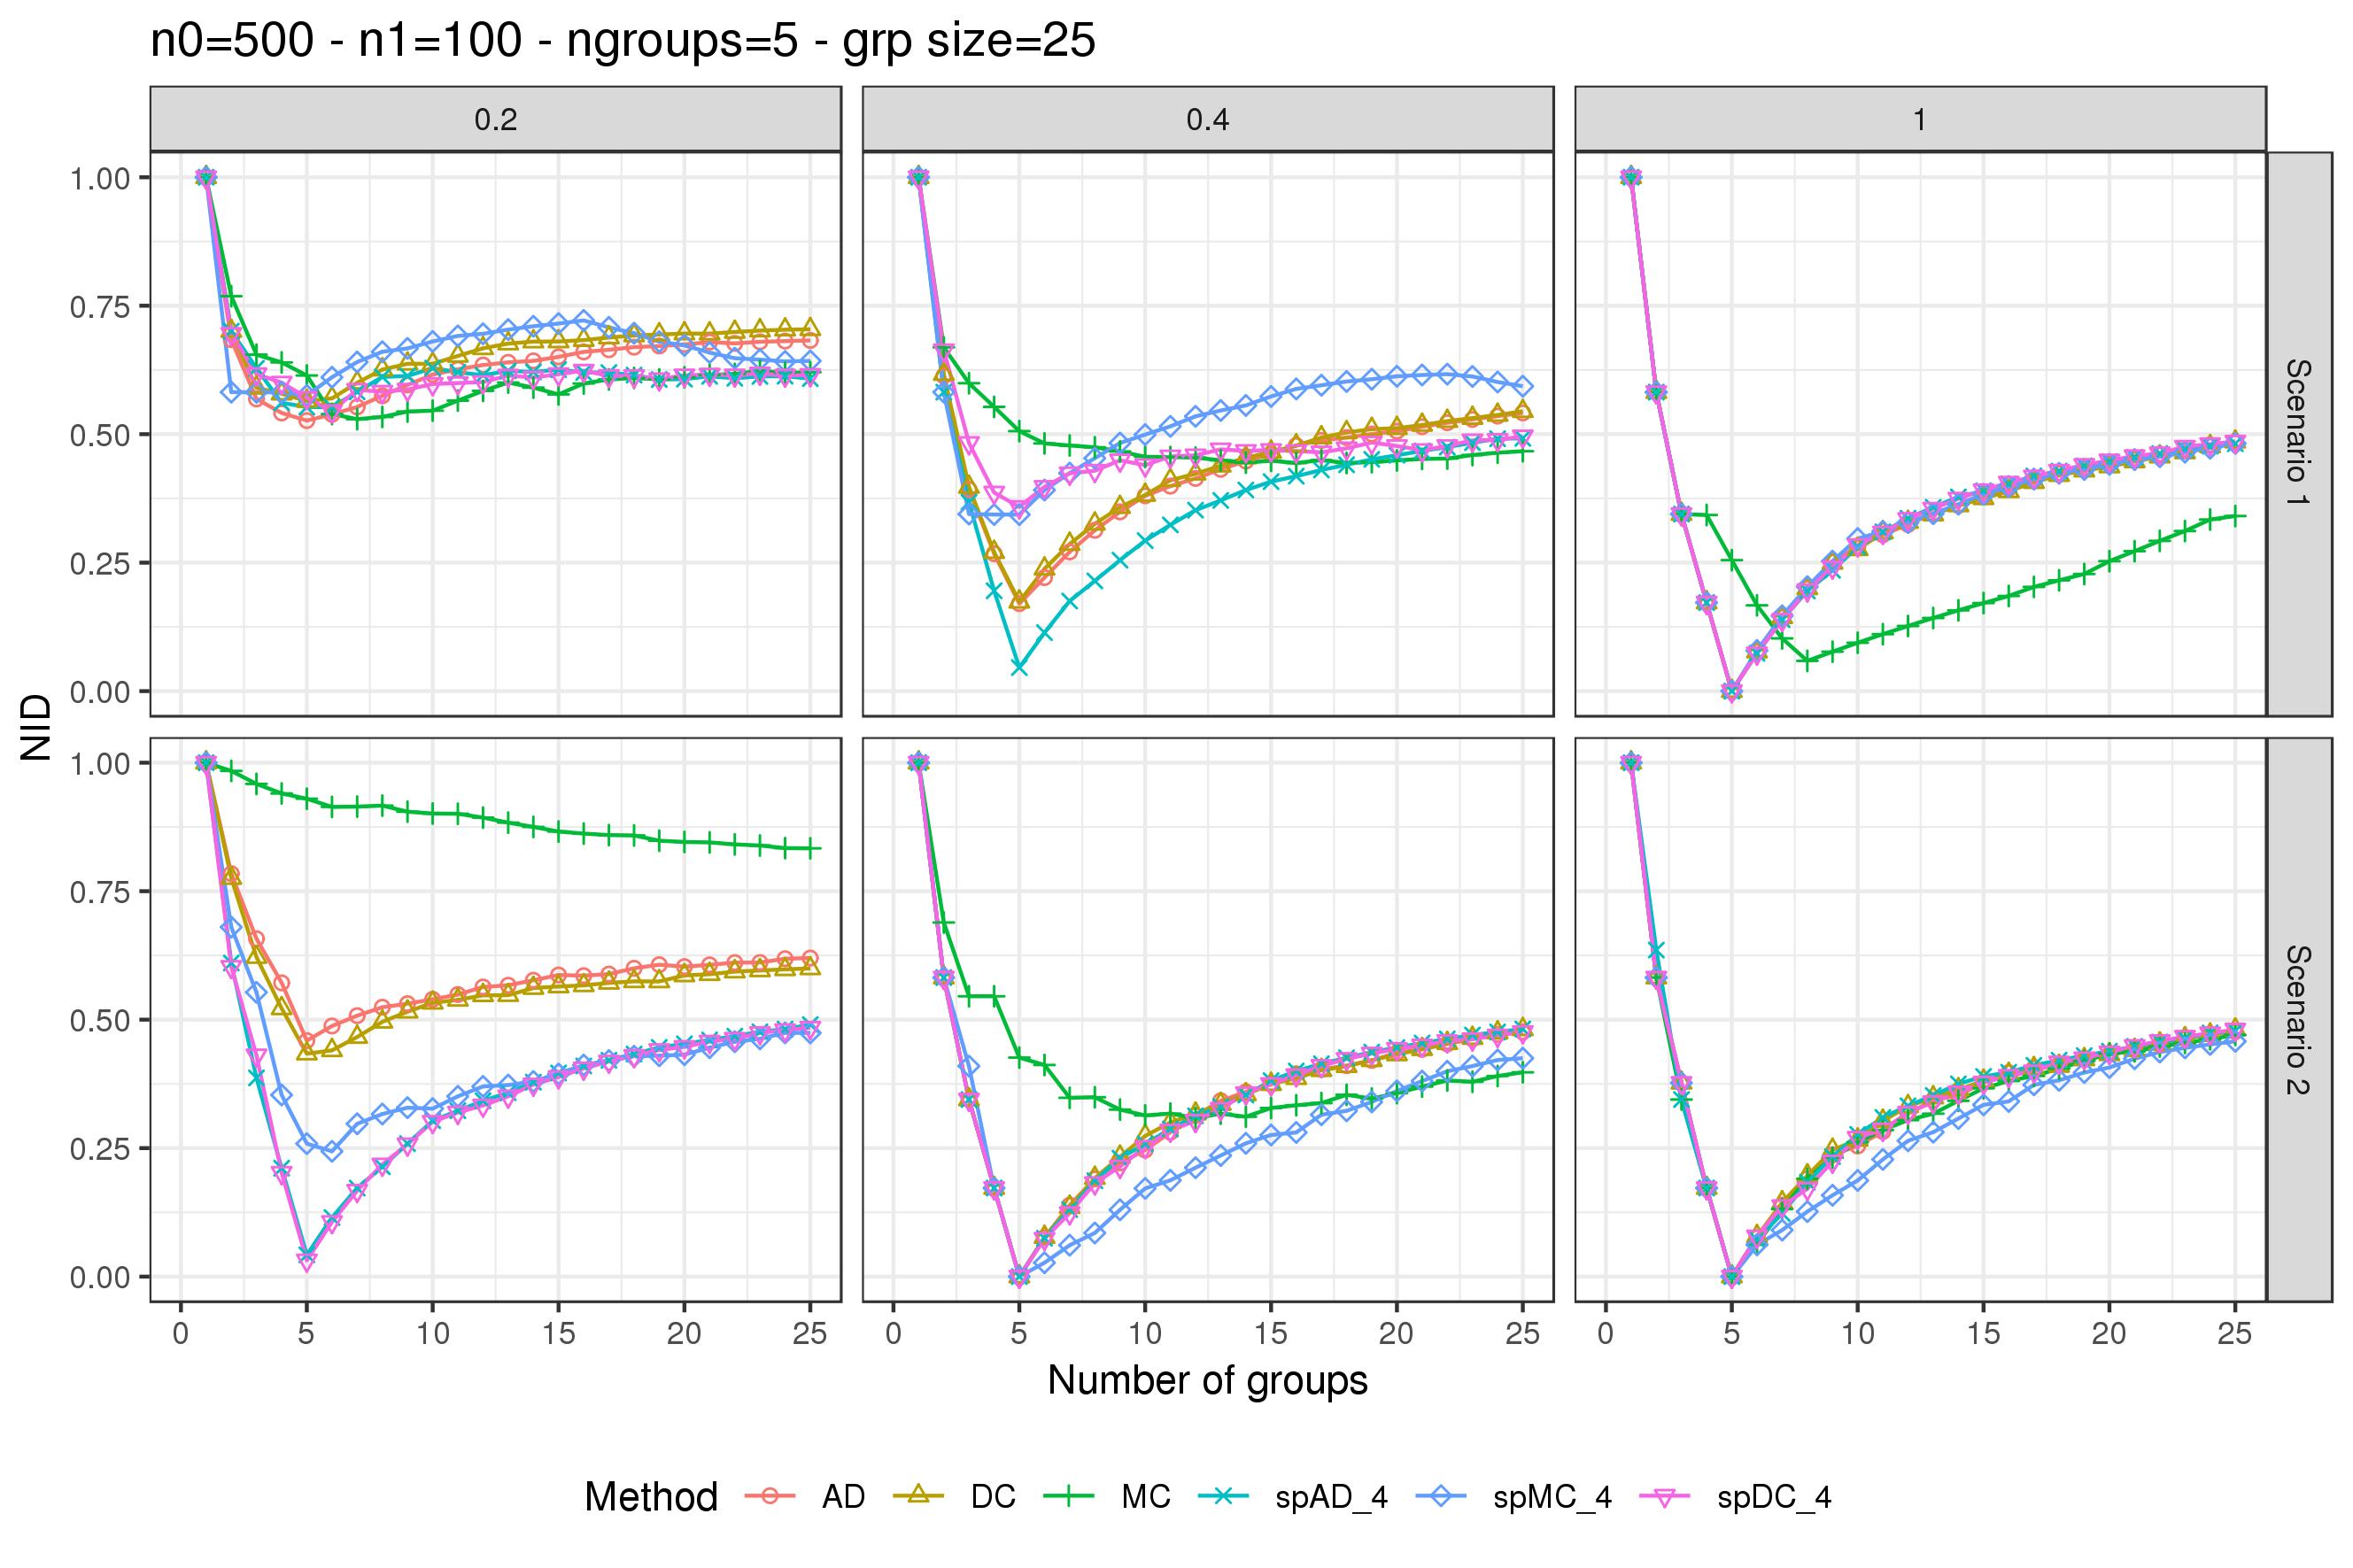 n0=500 - n1=100 - ngroups=5 - grp size=25
0.2 0.4 1
NID
1.00
0.75
0.50
0.25
0.00
Scenario 1
1.00
0.75
0.50
0.25
0.00
Scenario 2
0 5 10 15 20 25 0 5 10 15 20 25 0 5 10 15 20 25
Number of groups
Method AD DC MC spAD_4 spMC_4 spDC_4